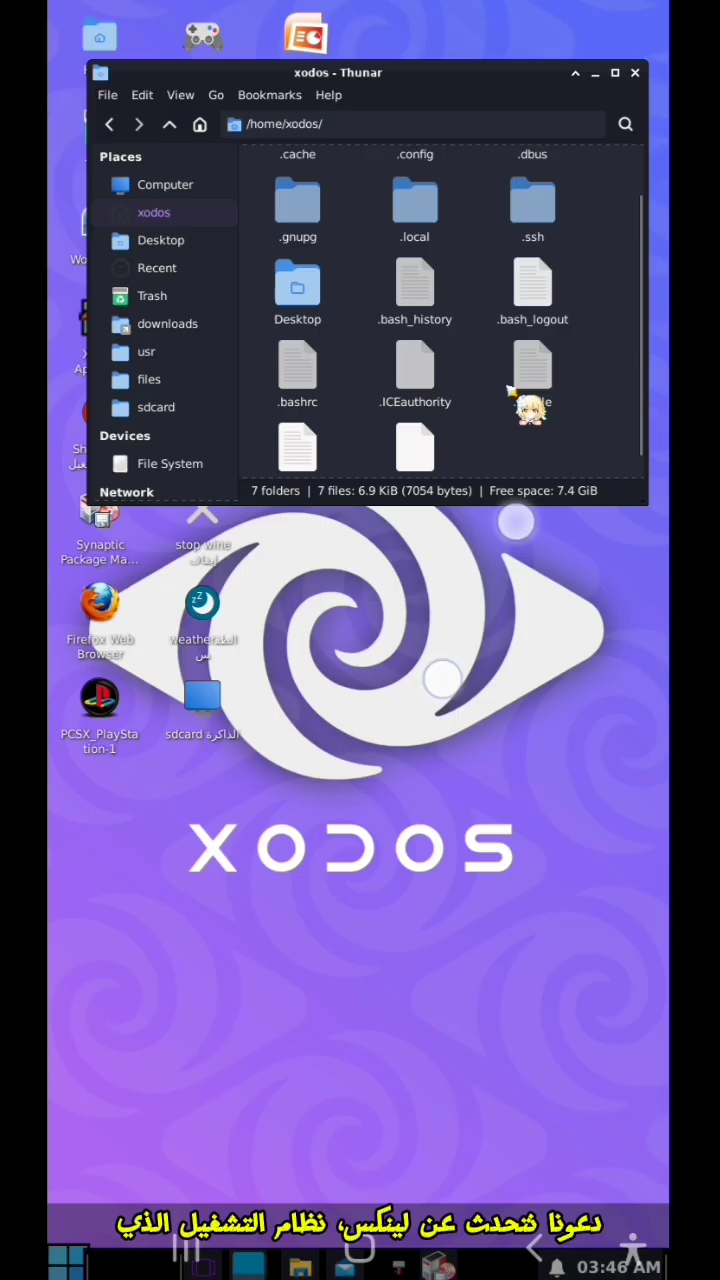 xodos - Thunar
File Edit View Go Bookmarks Help
/home/xodos/
Places
Computer
xodos
Desktop
Recent
Trash
downloads
usr
files
sdcard
Devices
File System
Network
.cache .config .dbus
.gnupg .local .ssh
Desktop .bash_history .bash_logout
.bashrc .ICEauthority
7 folders | 7 files: 6.9 KiB (7054 bytes) | Free space: 7.4 GiB
Synaptic
Package Ma...
stop wine
Firefox Web
Browser
weather الطقس
PCSX_PlaySta
tion-1
sdcard الذاكرة
XODOS
دعونا نتحدث عن لينكس، نظام التشغيل الذي
03:46 AM